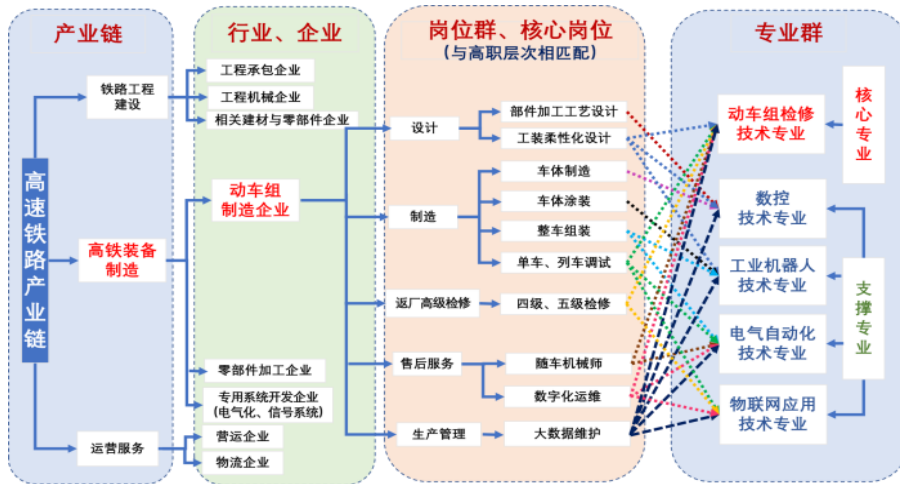 产业链
行业、企业
岗位群、核心岗位
(与高职层次相匹配)
专业群
高速铁路产业链
铁路工程
建设
高铁装备
制造
运营服务
工程承包企业
工程机械企业
相关建材与零部件企业
动车组
制造企业
零部件加工企业
专用系统开发企业
(电气化、信号系统)
营运企业
物流企业
设计
制造
返厂高级检修
售后服务
生产管理
部件加工工艺设计
工装柔性化设计
车体制造
车体涂装
整车组装
单车、列车调试
四级、五级检修
随车机械师
数字化运维
大数据维护
动车组检修
技术专业
数控
技术专业
工业机器人
技术专业
电气自动化
技术专业
物联网应用
技术专业
核心专业
支撑专业